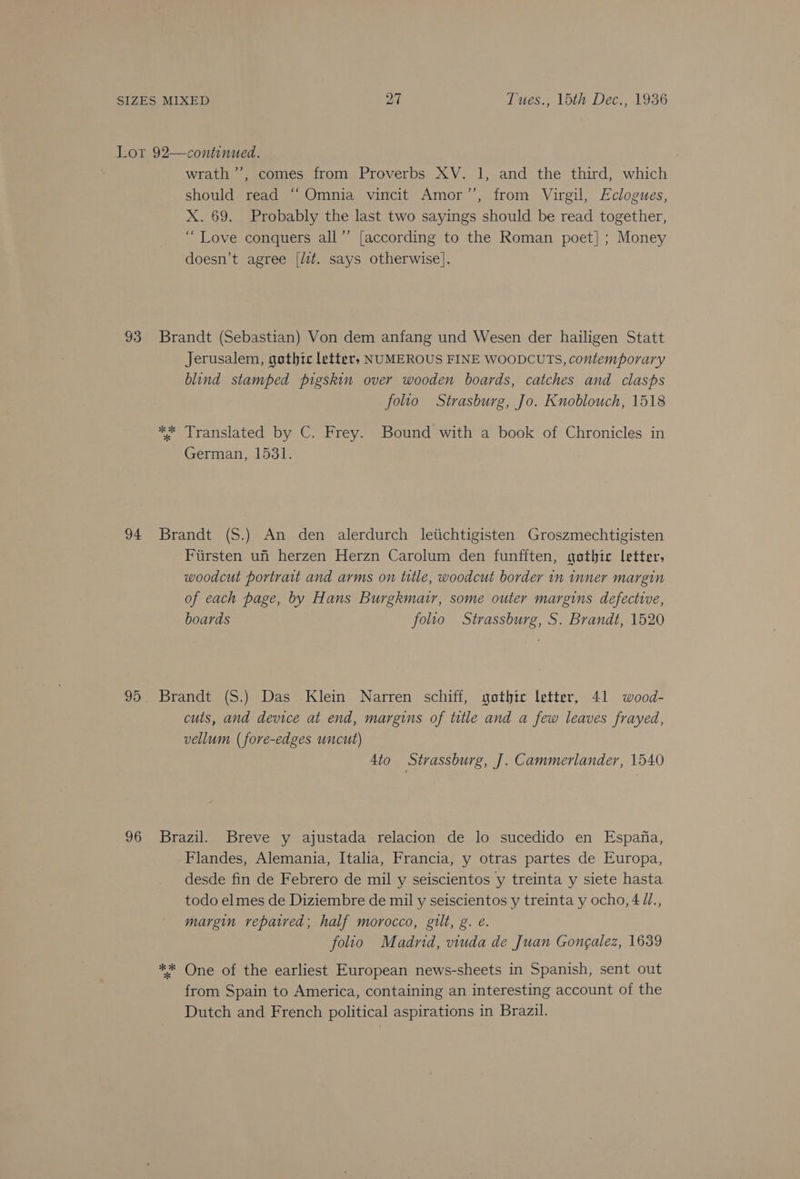 SIZES MIXED 27 Tues., 15th Dec., 1936
Lot 92—continued.
wrath”, comes from Proverbs XV. 1, and the third, which
should read “Omnia vincit Amor”, from Virgil, Eclogues,
X. 69. Probably the last two sayings should be read together,
“Love conquers all” [according to the Roman poet]; Money
doesn’t agree [lit. says otherwise].
93 Brandt (Sebastian) Von dem anfang und Wesen der hailigen Statt
Jerusalem, gothic letter, NUMEROUS FINE WOODCUTS, contemporary
blind stamped pigskin over wooden boards, catches and clasps
folio Strasburg, Jo. Knoblouch, 1518
*** Translated by C. Frey. Bound with a book of Chronicles in
German, 1531.
94 Brandt (S.) An den alerdurch leüchtigisten Groszmechtigisten
Fürsten un̄ herzen Herzn Carolum den funfften, gothic letter,
woodcut portrait and arms on title, woodcut border in inner margin
of each page, by Hans Burgkmair, some outer margins defective,
boards folio Strassburg, S. Brandt, 1520
95 Brandt (S.) Das Klein Narren schiff, gothic letter, 41 wood-
cuts, and device at end, margins of title and a few leaves frayed,
vellum (fore-edges uncut)
4to Strassburg, J. Cammerlander, 1540
96 Brazil. Breve y ajustada relacion de lo sucedido en España,
Flandes, Alemania, Italia, Francia, y otras partes de Europa,
desde fin de Febrero de mil y seiscientos y treinta y siete hasta
todo el mes de Diziembre de mil y seiscientos y treinta y ocho, 4 ll.,
margin repaired; half morocco, gilt, g. e.
folio Madrid, viuda de Juan Gonçalez, 1639
*** One of the earliest European news-sheets in Spanish, sent out
from Spain to America, containing an interesting account of the
Dutch and French political aspirations in Brazil.